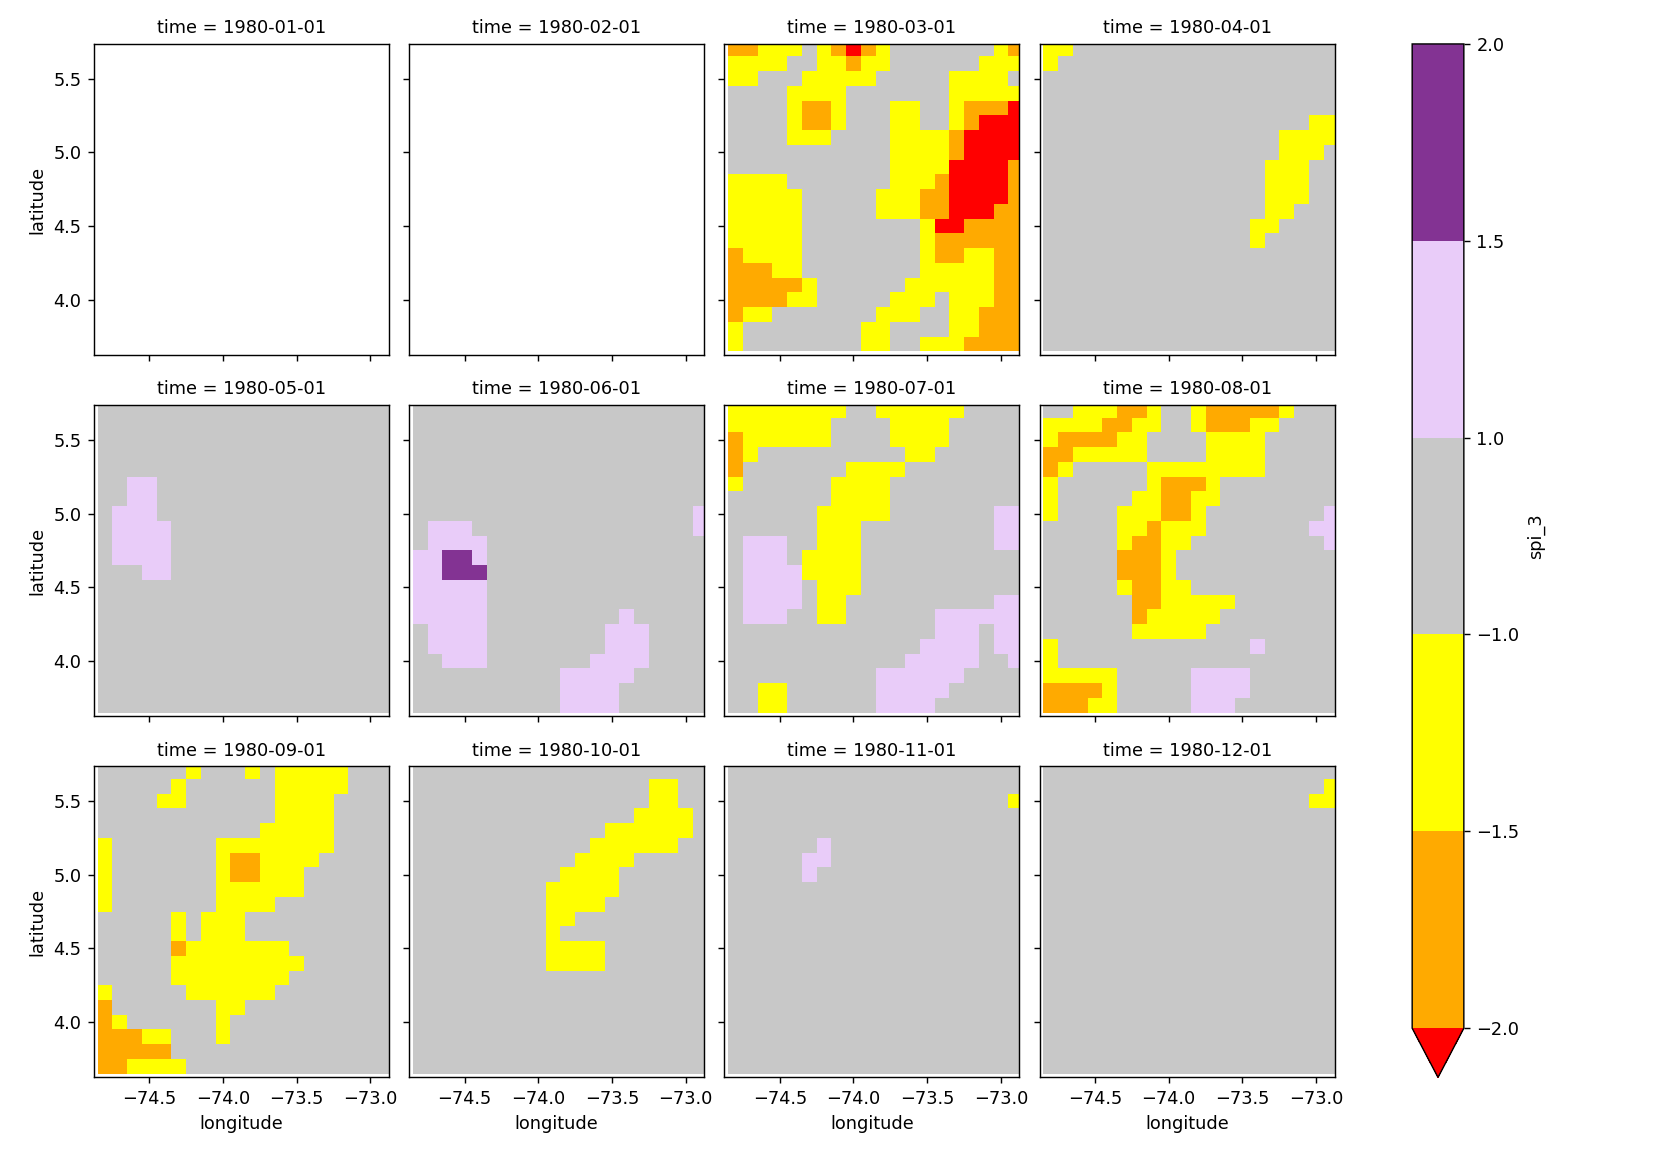 time = 1980-01-01
time = 1980-02-01
time = 1980-03-01
time = 1980-04-01
5.5
5.0
4.5
4.0
latitude
time = 1980-05-01
time = 1980-06-01
time = 1980-07-01
time = 1980-08-01
5.5
5.0
4.5
4.0
latitude
time = 1980-09-01
time = 1980-10-01
time = 1980-11-01
time = 1980-12-01
5.5
5.0
4.5
4.0
latitude
−74.5 −74.0 −73.5 −73.0
longitude
−74.5 −74.0 −73.5 −73.0
longitude
−74.5 −74.0 −73.5 −73.0
longitude
−74.5 −74.0 −73.5 −73.0
longitude
2.0
1.5
1.0
−1.0
−1.5
−2.0
spi_3